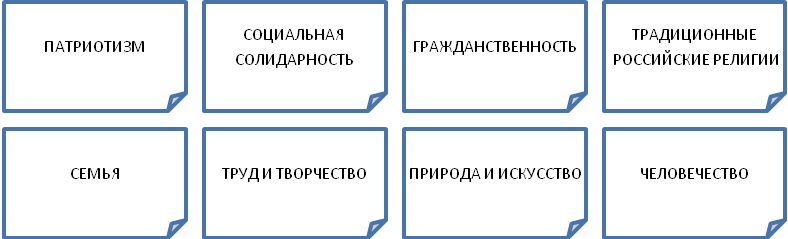 ПАТРИОТИЗМ
СОЦИАЛЬНАЯ
СОЛИДАРНОСТЬ
ГРАЖДАНСТВЕННОСТЬ
ТРАДИЦИОННЫЕ
РОССИЙСКИЕ РЕЛИГИИ
СЕМЬЯ
ТРУД И ТВОРЧЕСТВО
ПРИРОДА И ИСКУССТВО
ЧЕЛОВЕЧЕСТВО